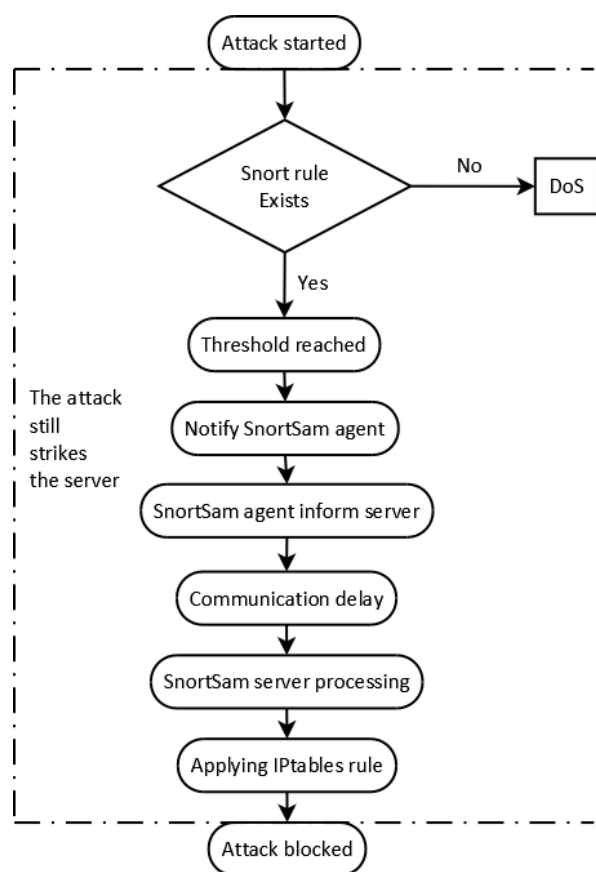 Attack started
Snort rule
Exists
No
DoS
Yes
Threshold reached
The attack
still
strikes
the server
Notify SnortSam agent
SnortSam agent inform server
Communication delay
SnortSam server processing
Applying IPtables rule
Attack blocked